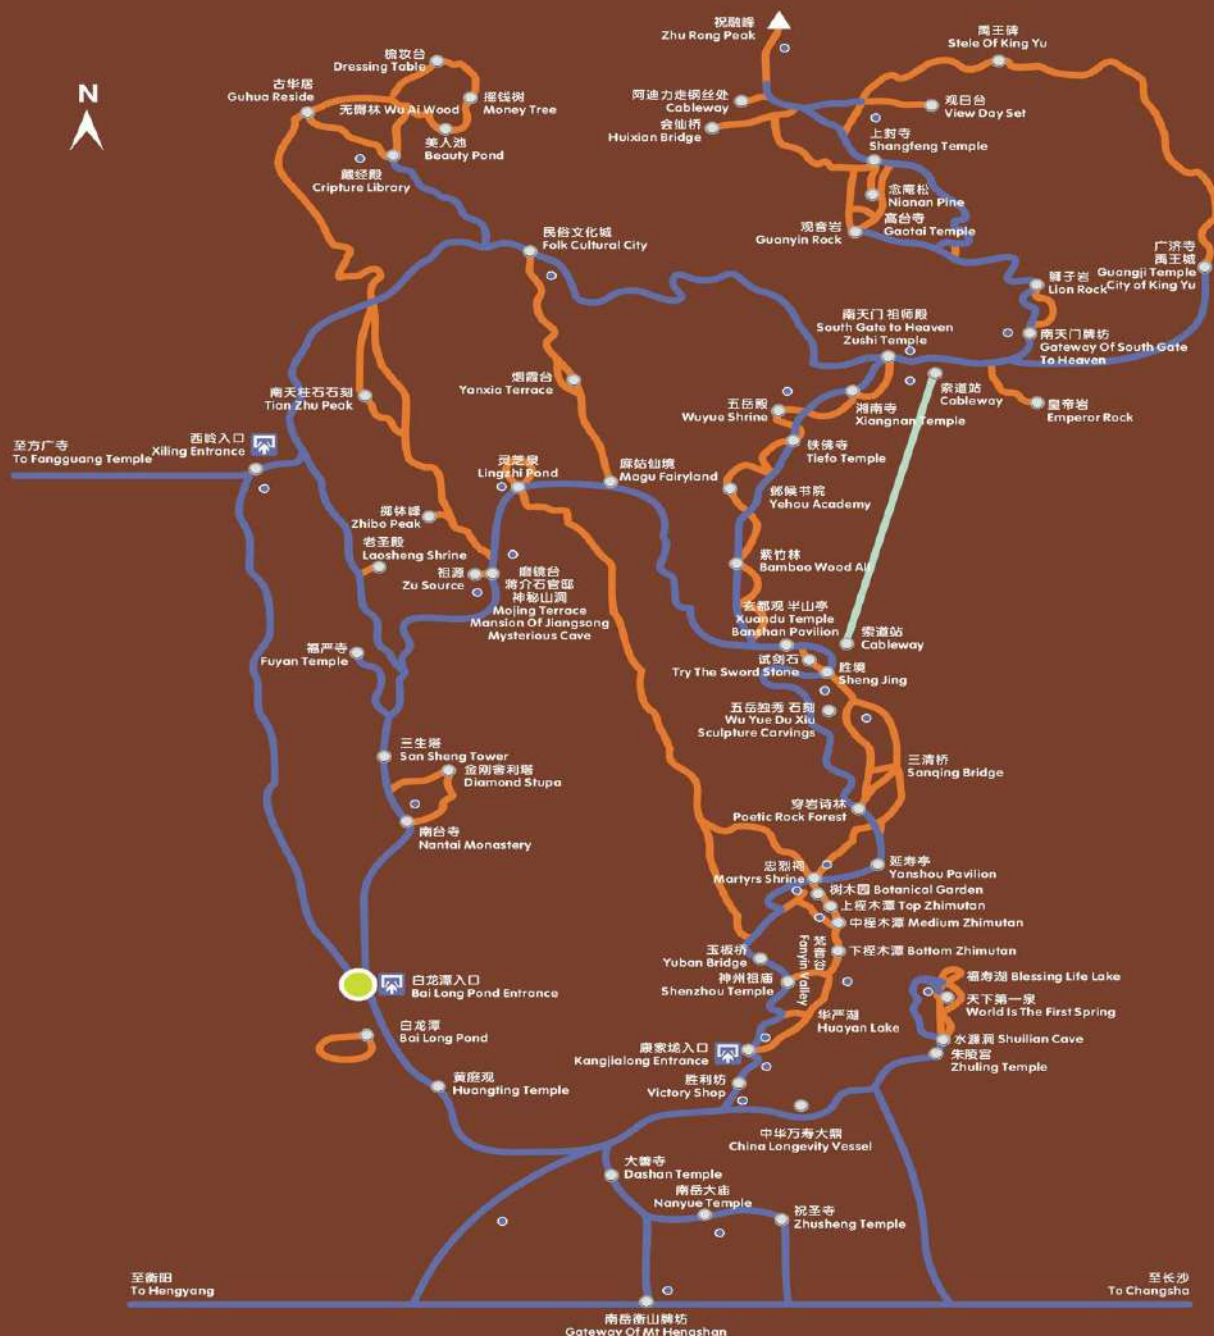 祝融峰
Zhu Rong Peak
禹王碑
Stele Of King Yu
梳妆台
Dressing Table
古华居
Guhua Reside
N
无碍林 Wu Ai Wood
摇钱树
Money Tree
阿迪力走钢丝处
Cableway
观日台
View Day Set
会仙桥
Huixian Bridge
上封寺
Shangfeng Temple
美人池
Beauty Pond
藏经殿
Cripture Library
念庵松
Nianan Pine
高台寺
Gaotai Temple
观音岩
Guanyin Rock
民俗文化城
Folk Cultural City
广济寺
禹王城
Guangji Temple
City of King Yu
狮子岩
Lion Rock
南天门 祖师殿
South Gate to Heaven
Zushi Temple
南天门牌坊
Gateway Of South Gate
To Heaven
烟霞台
Yanxia Terrace
索道站
Cableway
皇帝岩
Emperor Rock
南天柱石石刻
Tian Zhu Peak
五岳殿
Wuyue Shrine
湘南寺
Xiangnan Temple
西岭入口
Xiling Entrance
至方广寺
To Fangguang Temple
铁佛寺
Tiefo Temple
灵芝泉
Lingzhi Pond
麻姑仙境
Magu Fairyland
邺候书院
Yehou Academy
掷钵峰
Zhibo Peak
老圣殿
Laosheng Shrine
祖源
Zu Source
磨镜台
蒋介石官邸
神秘山洞
Mojing Terrace
Mansion Of Jiangsong
Mysterious Cave
紫竹林
Bamboo Wood All
玄都观 半山亭
Xuandu Temple
Banshan Pavilion
索道站
Cableway
福严寺
Fuyan Temple
试剑石
Try The Sword Stone
胜境
Sheng Jing
五岳独秀 石刻
Wu Yue Du Xiu
Sculpture Carvings
三生塔
San Sheng Tower
金刚舍利塔
Diamond Stupa
三清桥
Sanqing Bridge
穿岩诗林
Poetic Rock Forest
南台寺
Nantai Monastery
忠烈祠
Martyrs Shrine
延寿亭
Yanshou Pavilion
树木园 Botanical Garden
上桎木潭 Top Zhimutan
中桎木潭 Medium Zhimutan
梵音谷
Fanyin Valley
玉板桥
Yuban Bridge
下桎木潭 Bottom Zhimutan
白龙潭入口
Bai Long Pond Entrance
神州祖庙
Shenzhou Temple
福寿湖 Blessing Life Lake
天下第一泉
World Is The First Spring
华严湖
Huayan Lake
白龙潭
Bai Long Pond
康家垅入口
Kangjialong Entrance
水濂洞 Shuilian Cave
朱陵宫
Zhuling Temple
黄庭观
Huangting Temple
胜利坊
Victory Shop
中华万寿大鼎
China Longevity Vessel
大善寺
Dashan Temple
南岳大庙
Nanyue Temple
祝圣寺
Zhusheng Temple
至衡阳
To Hengyang
至长沙
To Changsha
南岳衡山牌坊
Gateway Of Mt Hengshan